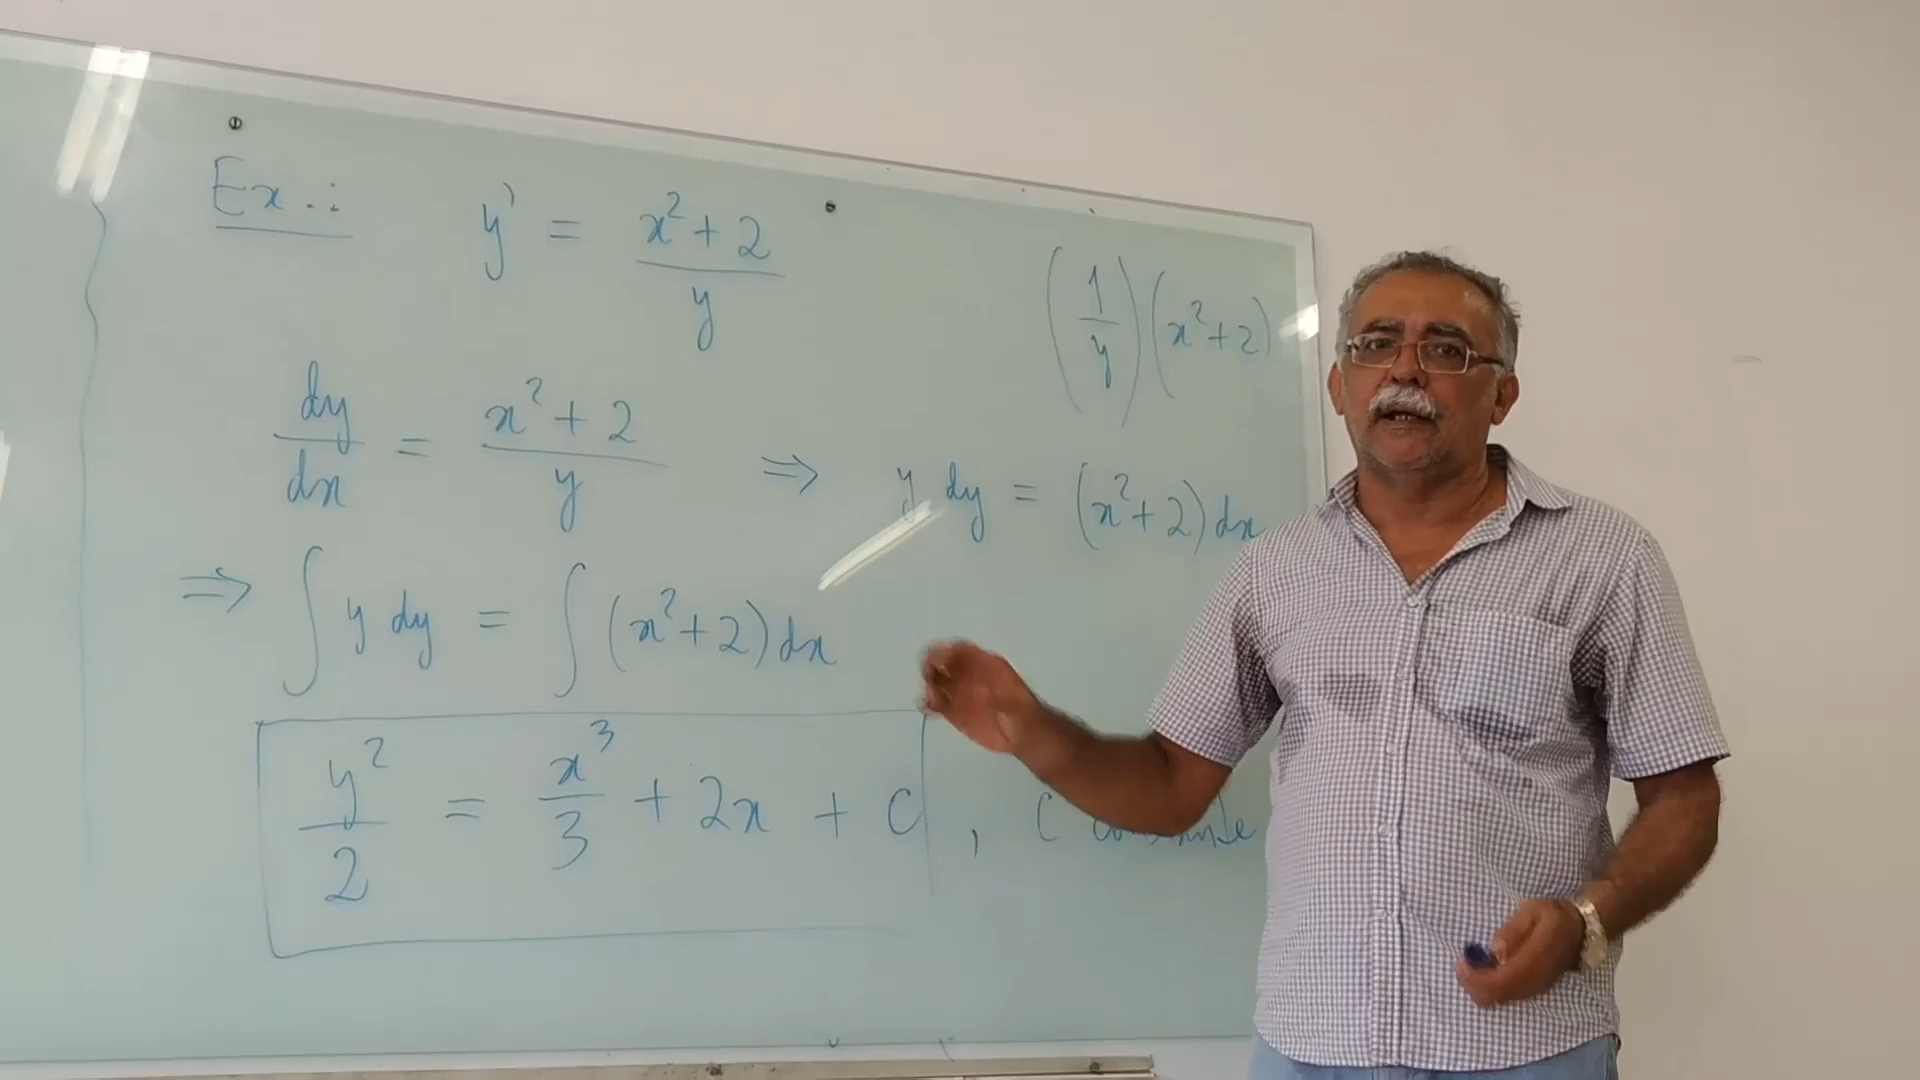 Ex.: y' = (x² + 2)/y
(1/y)(x² + 2)
dy/dx = (x² + 2)/y ⇒ y dy = (x² + 2) dx
⇒ ∫ y dy = ∫ (x² + 2) dx
y²/2 = x³/3 + 2x + C , C